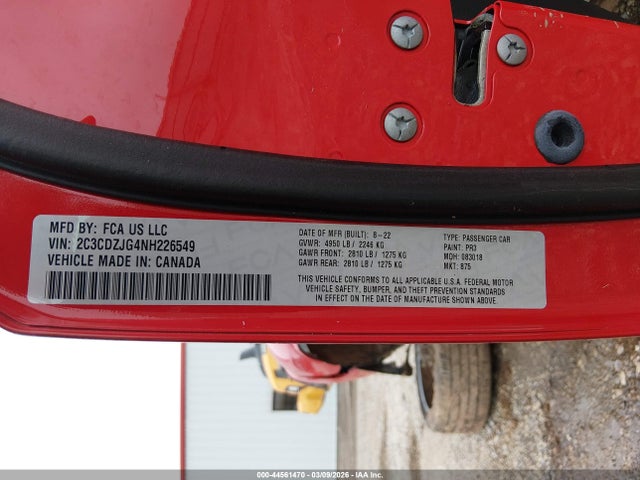 MFD BY: FCA US LLC
VIN: 2C3CDZJG4NH226549
VEHICLE MADE IN: CANADA
DATE OF MFR (BUILT): 8-22
GVWR: 4950 LB / 2246 KG
GAWR FRONT: 2810 LB / 1275 KG
GAWR REAR: 2810 LB / 1275 KG
TYPE: PASSENGER CAR
PAINT: PR3
MQH: 083018
MKT: 875
THIS VEHICLE CONFORMS TO ALL APPLICABLE U.S.A. FEDERAL MOTOR
VEHICLE SAFETY, BUMPER, AND THEFT PREVENTION STANDARDS
IN EFFECT ON THE DATE OF MANUFACTURE SHOWN ABOVE.
000-44561470 - 03/09/2026 - IAA Inc.